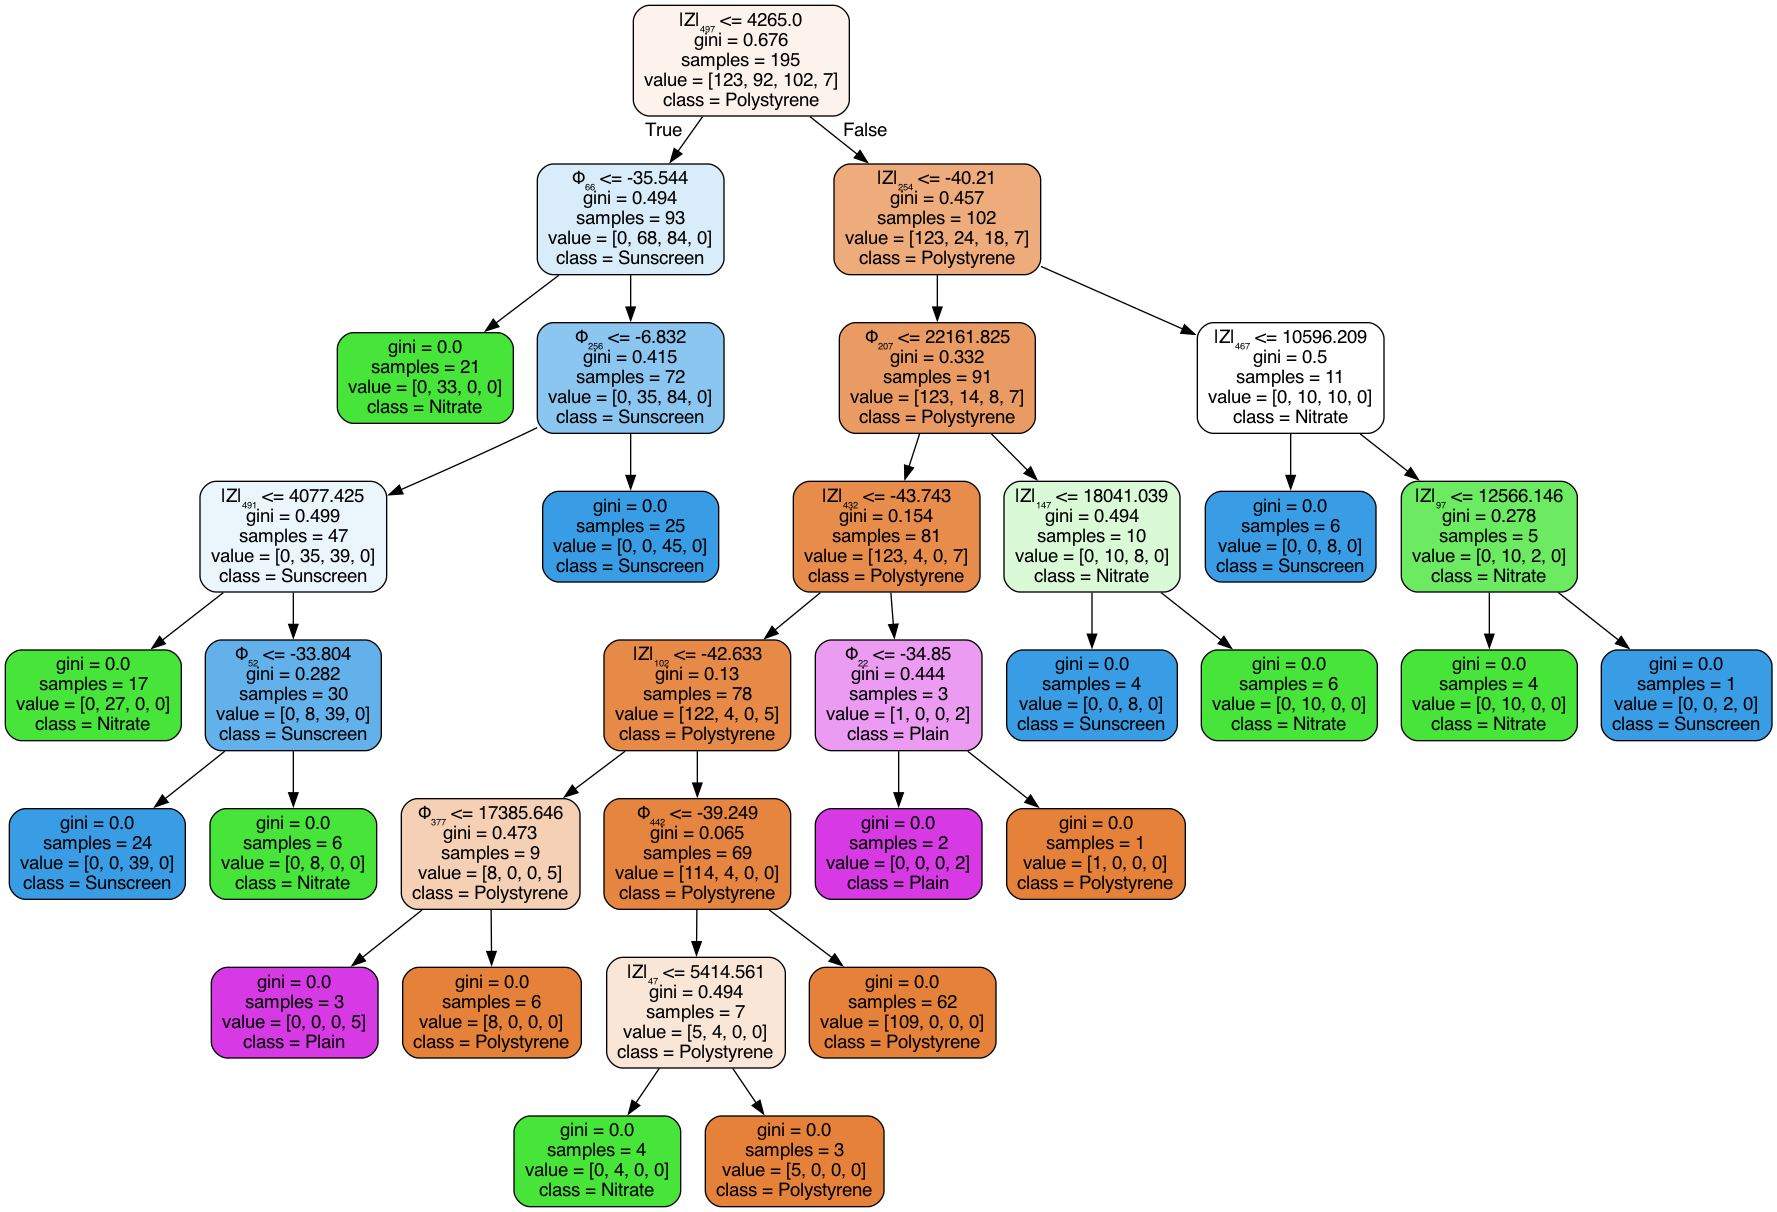 |Z|₄₉₇ <= 4265.0
gini = 0.676
samples = 195
value = [123, 92, 102, 7]
class = Polystyrene
True
False
Φ₆₆ <= -35.544
gini = 0.494
samples = 93
value = [0, 68, 84, 0]
class = Sunscreen
|Z|₂₅₄ <= -40.21
gini = 0.457
samples = 102
value = [123, 24, 18, 7]
class = Polystyrene
gini = 0.0
samples = 21
value = [0, 33, 0, 0]
class = Nitrate
Φ₂₅₆ <= -6.832
gini = 0.415
samples = 72
value = [0, 35, 84, 0]
class = Sunscreen
Φ₂₀₇ <= 22161.825
gini = 0.332
samples = 91
value = [123, 14, 8, 7]
class = Polystyrene
|Z|₄₆₇ <= 10596.209
gini = 0.5
samples = 11
value = [0, 10, 10, 0]
class = Nitrate
|Z|₄₉₁ <= 4077.425
gini = 0.499
samples = 47
value = [0, 35, 39, 0]
class = Sunscreen
gini = 0.0
samples = 25
value = [0, 0, 45, 0]
class = Sunscreen
|Z|₄₃₂ <= -43.743
gini = 0.154
samples = 81
value = [123, 4, 0, 7]
class = Polystyrene
|Z|₁₄₇ <= 18041.039
gini = 0.494
samples = 10
value = [0, 10, 8, 0]
class = Nitrate
gini = 0.0
samples = 6
value = [0, 0, 8, 0]
class = Sunscreen
|Z|₉₇ <= 12566.146
gini = 0.278
samples = 5
value = [0, 10, 2, 0]
class = Nitrate
gini = 0.0
samples = 17
value = [0, 27, 0, 0]
class = Nitrate
Φ₅₂ <= -33.804
gini = 0.282
samples = 30
value = [0, 8, 39, 0]
class = Sunscreen
|Z|₁₀₂ <= -42.633
gini = 0.13
samples = 78
value = [122, 4, 0, 5]
class = Polystyrene
Φ₂₂ <= -34.85
gini = 0.444
samples = 3
value = [1, 0, 0, 2]
class = Plain
gini = 0.0
samples = 4
value = [0, 0, 8, 0]
class = Sunscreen
gini = 0.0
samples = 6
value = [0, 10, 0, 0]
class = Nitrate
gini = 0.0
samples = 4
value = [0, 10, 0, 0]
class = Nitrate
gini = 0.0
samples = 1
value = [0, 0, 2, 0]
class = Sunscreen
gini = 0.0
samples = 24
value = [0, 0, 39, 0]
class = Sunscreen
gini = 0.0
samples = 6
value = [0, 8, 0, 0]
class = Nitrate
Φ₃₇₇ <= 17385.646
gini = 0.473
samples = 9
value = [8, 0, 0, 5]
class = Polystyrene
Φ₄₄₂ <= -39.249
gini = 0.065
samples = 69
value = [114, 4, 0, 0]
class = Polystyrene
gini = 0.0
samples = 2
value = [0, 0, 0, 2]
class = Plain
gini = 0.0
samples = 1
value = [1, 0, 0, 0]
class = Polystyrene
gini = 0.0
samples = 3
value = [0, 0, 0, 5]
class = Plain
gini = 0.0
samples = 6
value = [8, 0, 0, 0]
class = Polystyrene
|Z|₄₇ <= 5414.561
gini = 0.494
samples = 7
value = [5, 4, 0, 0]
class = Polystyrene
gini = 0.0
samples = 62
value = [109, 0, 0, 0]
class = Polystyrene
gini = 0.0
samples = 4
value = [0, 4, 0, 0]
class = Nitrate
gini = 0.0
samples = 3
value = [5, 0, 0, 0]
class = Polystyrene